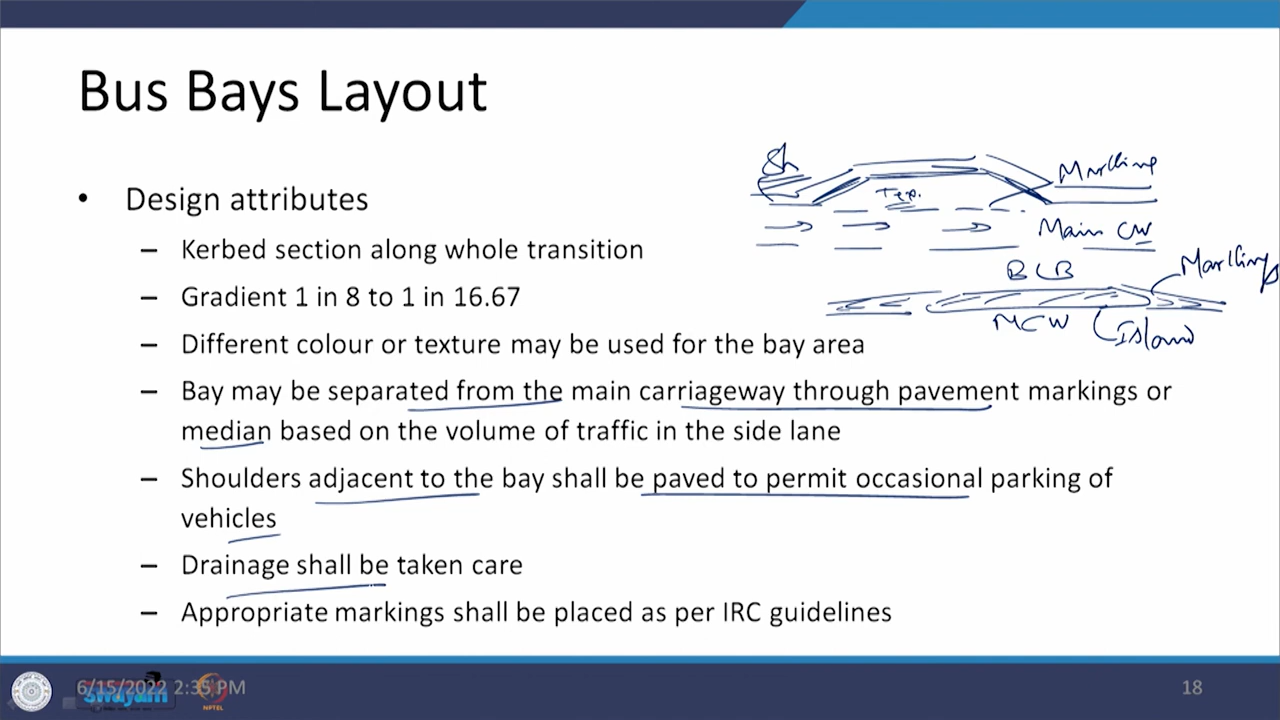 Bus Bays Layout
• Design attributes
– Kerbed section along whole transition
– Gradient 1 in 8 to 1 in 16.67
– Different colour or texture may be used for the bay area
– Bay may be separated from the main carriageway through pavement markings or
median based on the volume of traffic in the side lane
– Shoulders adjacent to the bay shall be paved to permit occasional parking of
vehicles
– Drainage shall be taken care
– Appropriate markings shall be placed as per IRC guidelines
Sh
Marking
Main CW
Markings
MCW
Island
6/15/2022 2:35 PM
swayam
NPTEL
18